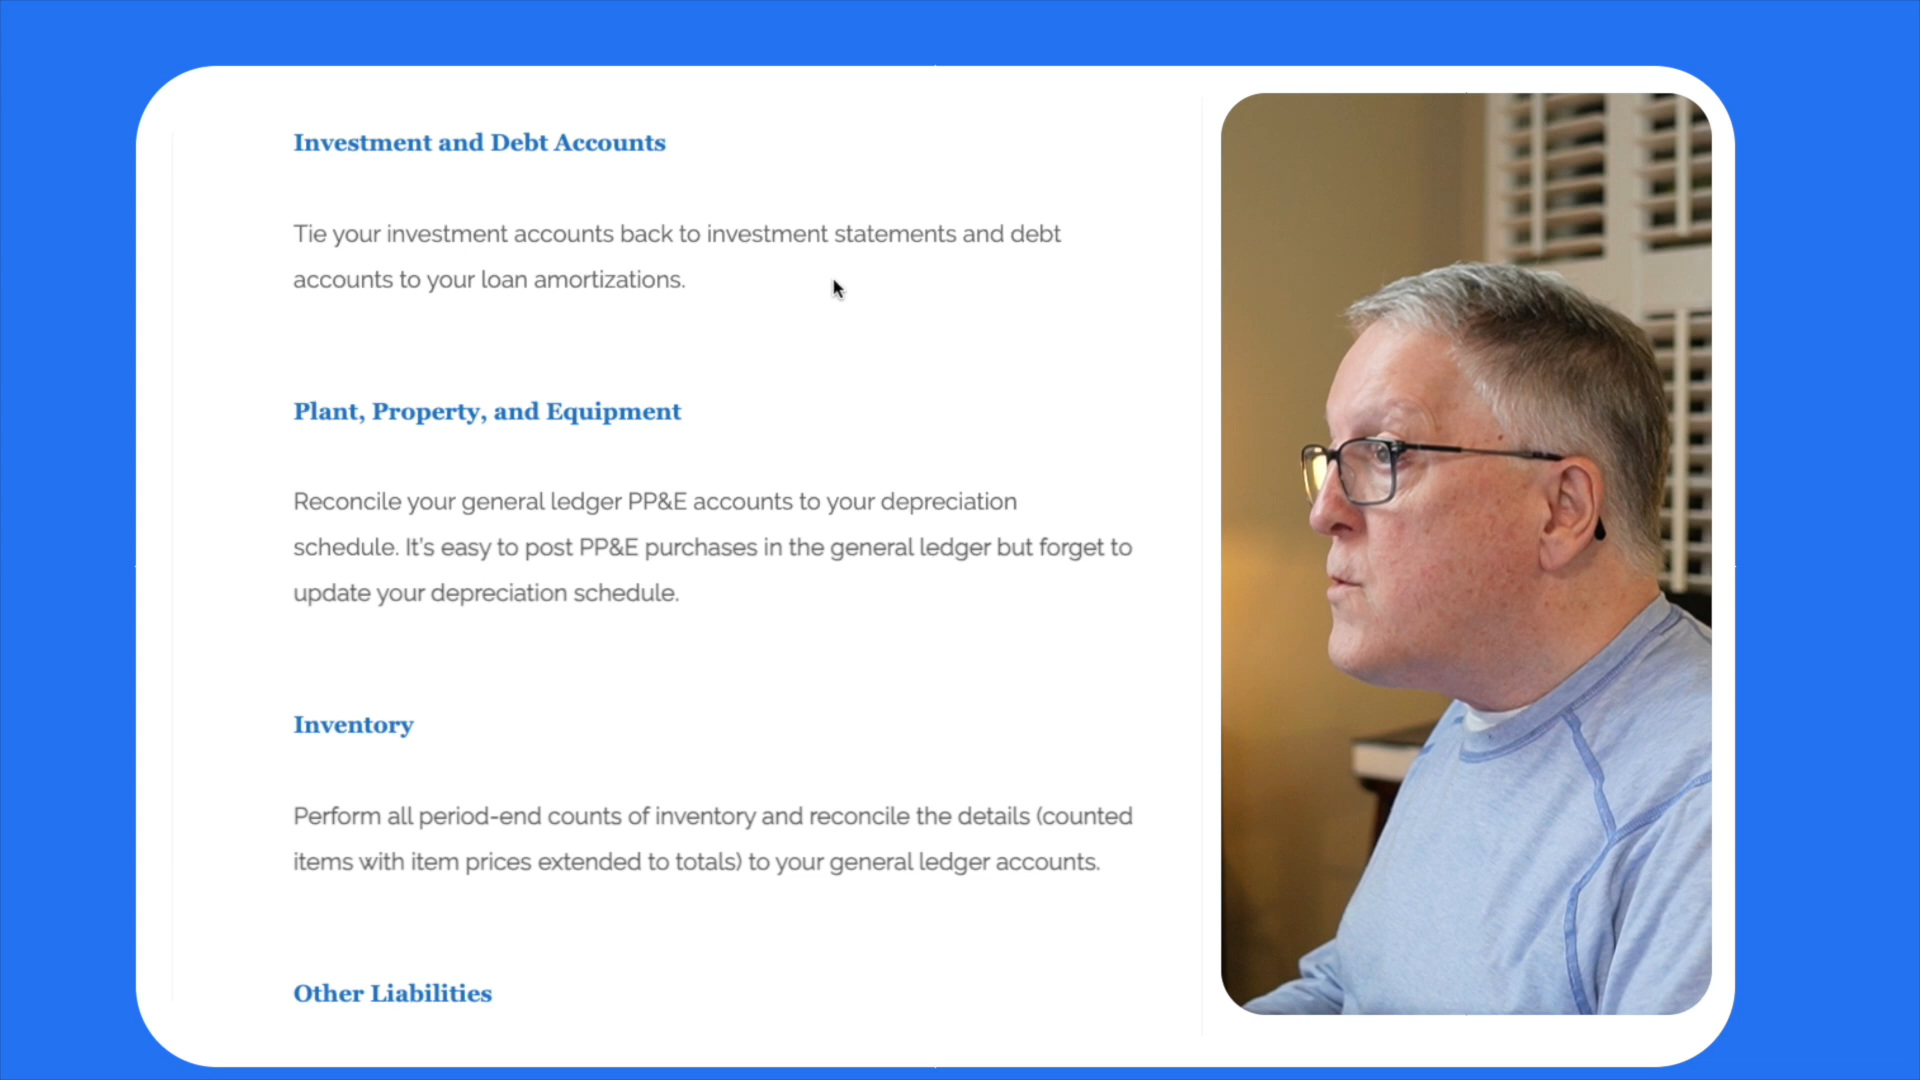 Investment and Debt Accounts
Tie your investment accounts back to investment statements and debt
accounts to your loan amortizations.
Plant, Property, and Equipment
Reconcile your general ledger PP&E accounts to your depreciation
schedule. It’s easy to post PP&E purchases in the general ledger but forget to
update your depreciation schedule.
Inventory
Perform all period-end counts of inventory and reconcile the details (counted
items with item prices extended to totals) to your general ledger accounts.
Other Liabilities